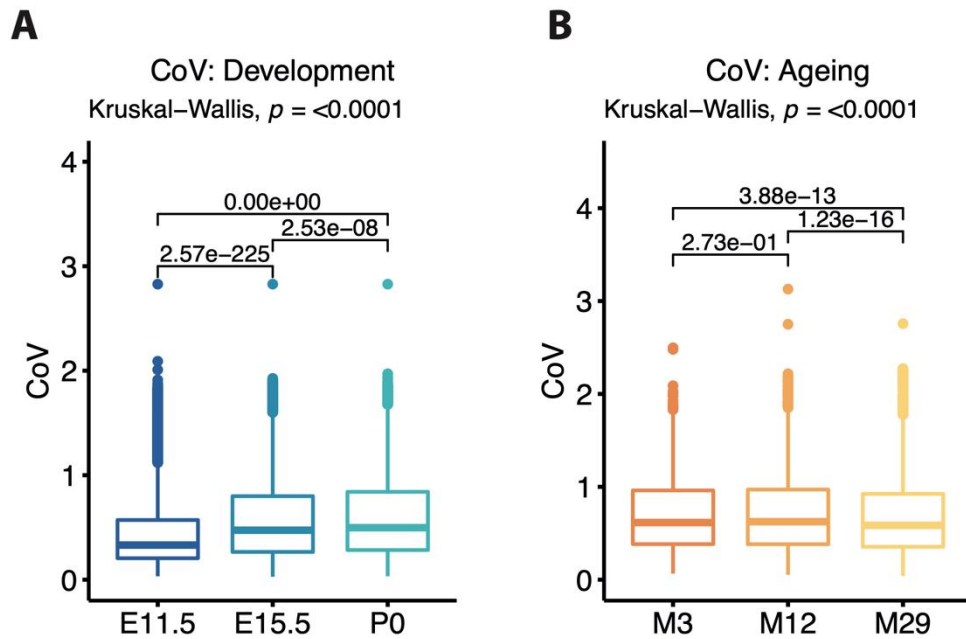 A
CoV: Development
Kruskal−Wallis, p = <0.0001
4
3
2
1
0
CoV
0.00e+00
2.53e−08
2.57e−225
E11.5 E15.5 P0
B
CoV: Ageing
Kruskal−Wallis, p = <0.0001
4
3
2
1
0
CoV
3.88e−13
1.23e−16
2.73e−01
M3 M12 M29